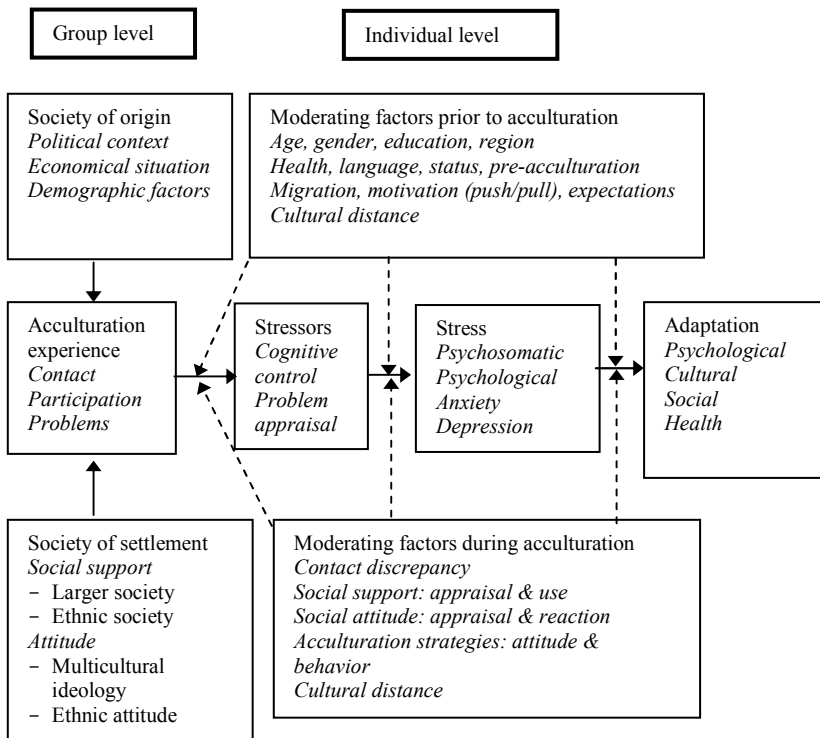 Group level
Individual level
Society of origin
Political context
Economical situation
Demographic factors
Moderating factors prior to acculturation
Age, gender, education, region
Health, language, status, pre-acculturation
Migration, motivation (push/pull), expectations
Cultural distance
Acculturation
experience
Contact
Participation
Problems
Stressors
Cognitive
control
Problem
appraisal
Stress
Psychosomatic
Psychological
Anxiety
Depression
Adaptation
Psychological
Cultural
Social
Health
Society of settlement
Social support
− Larger society
− Ethnic society
Attitude
− Multicultural
ideology
− Ethnic attitude
Moderating factors during acculturation
Contact discrepancy
Social support: appraisal & use
Social attitude: appraisal & reaction
Acculturation strategies: attitude &
behavior
Cultural distance